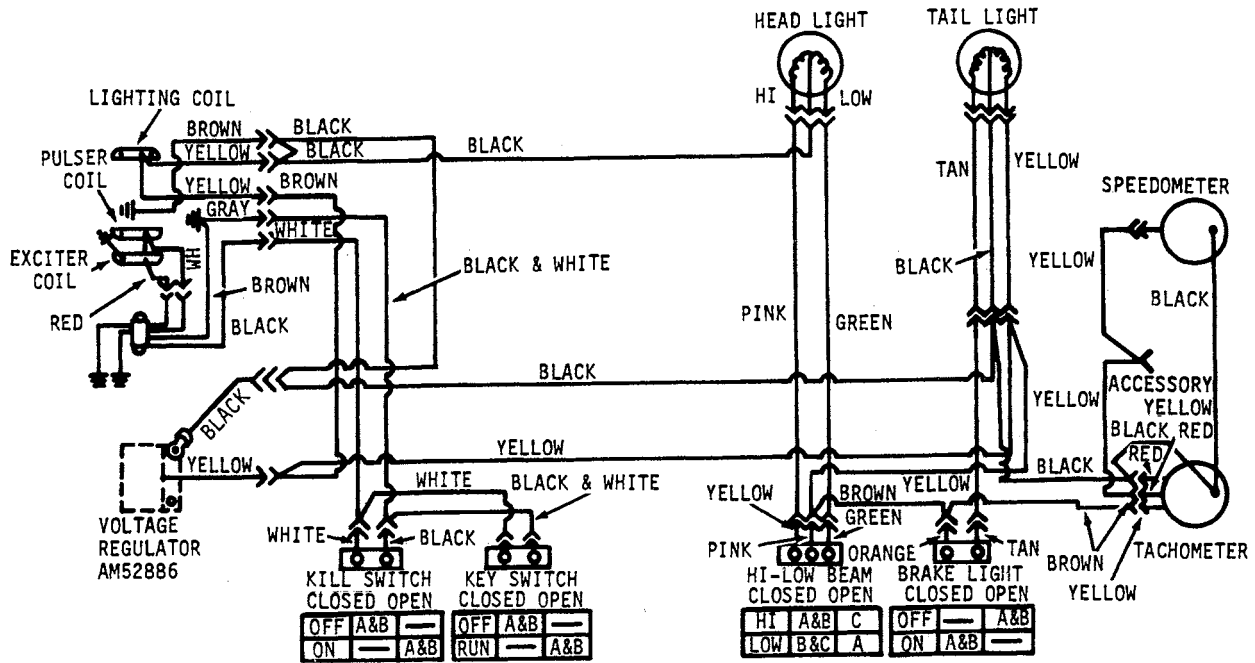 HEAD LIGHT
TAIL LIGHT
LIGHTING COIL
HI
LOW
BROWN
BLACK
PULSER
COIL
YELLOW
BLACK
BLACK
TAN
YELLOW
YELLOW
BROWN
SPEEDOMETER
GRAY
WHITE
EXCITER
COIL
WH
BLACK & WHITE
BLACK
YELLOW
BROWN
BLACK
RED
BLACK
PINK
GREEN
BLACK
BLACK
YELLOW
ACCESSORY
YELLOW
BLACK
RED
YELLOW
YELLOW
RED
BLACK
WHITE
BLACK & WHITE
YELLOW
YELLOW
BROWN
GREEN
VOLTAGE
REGULATOR
AM52886
WHITE
BLACK
PINK
ORANGE
TAN
BROWN
TACHOMETER
YELLOW
KILL SWITCH
CLOSED OPEN
OFF A&B —
ON — A&B
KEY SWITCH
CLOSED OPEN
OFF A&B —
RUN — A&B
HI-LOW BEAM
CLOSED OPEN
HI A&B C
LOW B&C A
BRAKE LIGHT
CLOSED OPEN
OFF — A&B
ON A&B —